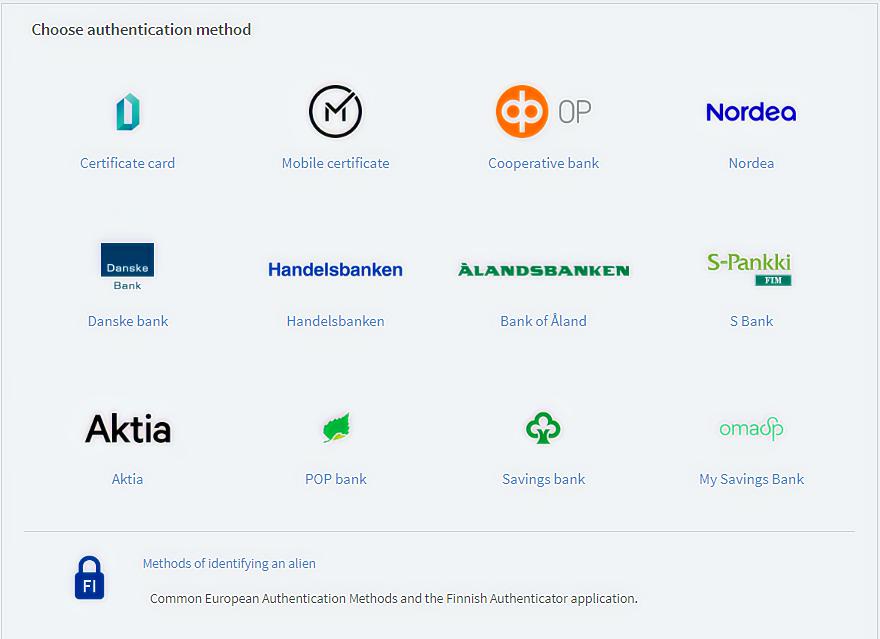 Choose authentication method
Certificate card
M
Mobile certificate
OP
Cooperative bank
Nordea
Nordea
Danske
Bank
Danske bank
Handelsbanken
Handelsbanken
ÅLANDSBANKEN
Bank of Åland
S-Pankki
FIM
S Bank
Aktia
Aktia
POP bank
Savings bank
omasp
My Savings Bank
FI
Methods of identifying an alien
Common European Authentication Methods and the Finnish Authenticator application.